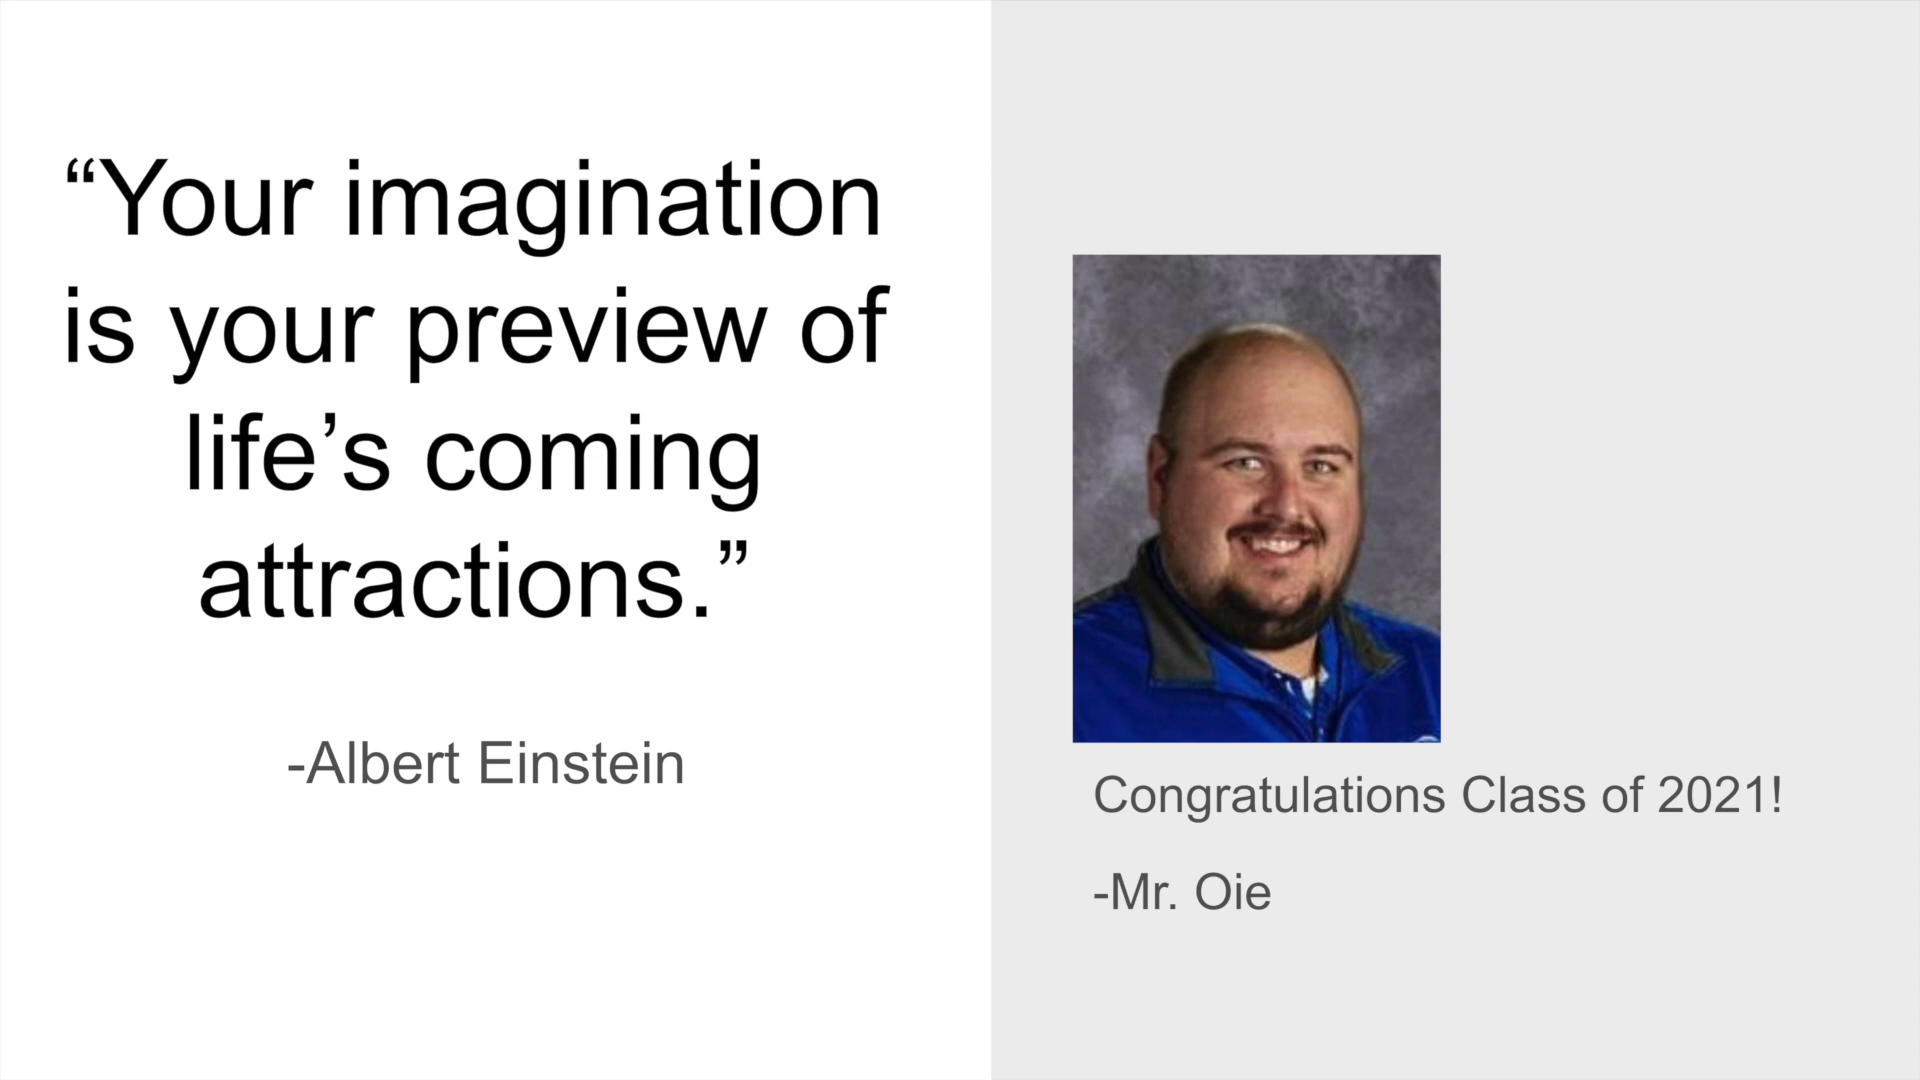 “Your imagination
is your preview of
life’s coming
attractions.”
-Albert Einstein
Congratulations Class of 2021!
-Mr. Oie